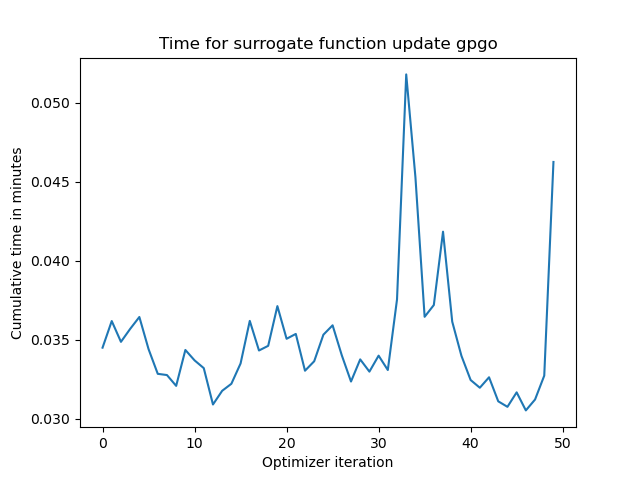 Time for surrogate function update gpgo
0.050
0.045
0.040
0.035
0.030
Cumulative time in minutes
0 10 20 30 40 50
Optimizer iteration